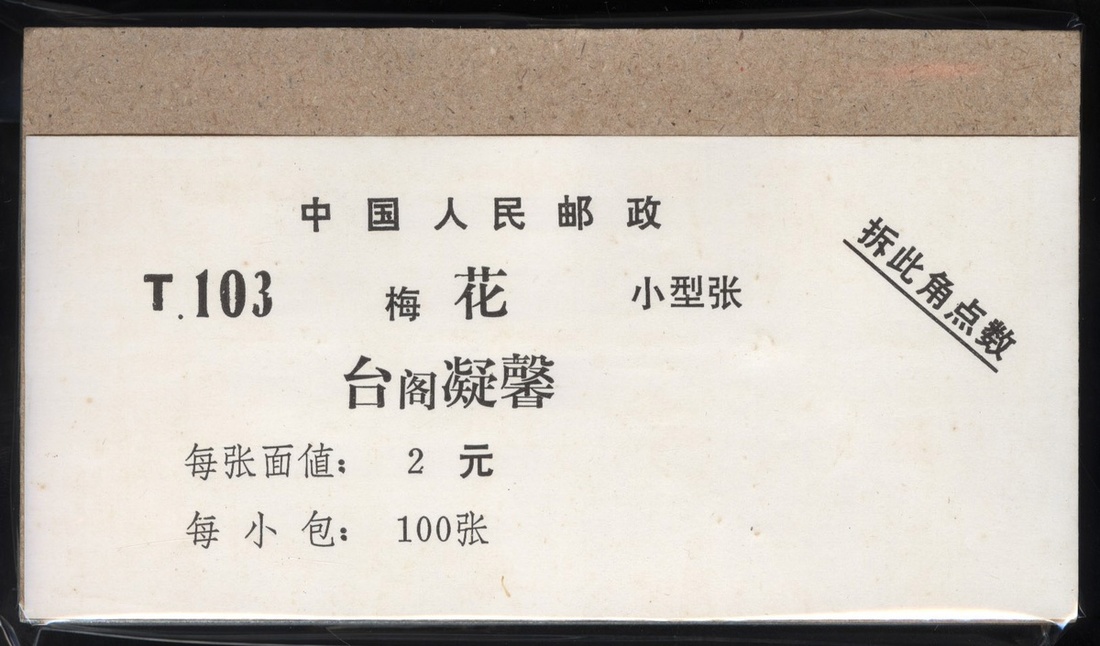 中国人民邮政
T.103 梅花 小型张
拆此角点数
台阁凝馨
每张面值： 2 元
每小包： 100张